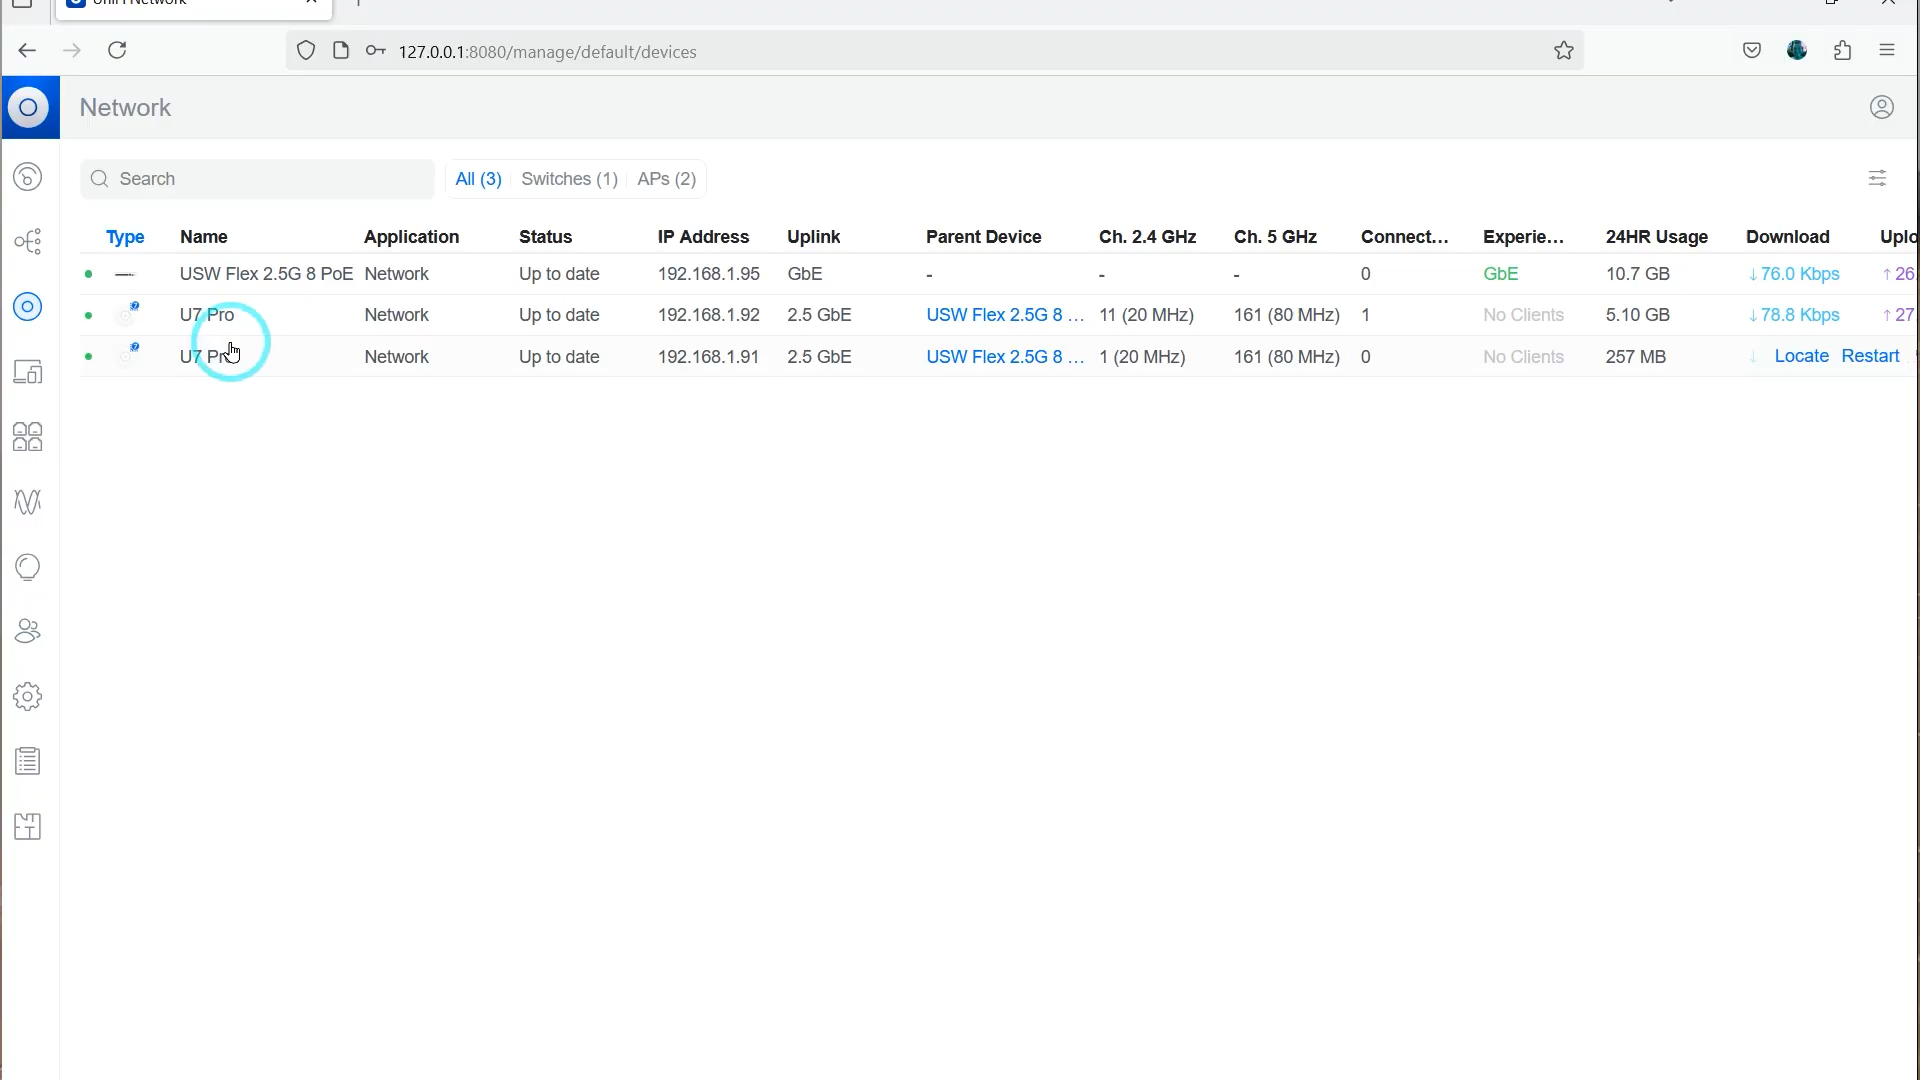 UniFi Network
127.0.0.1:8080/manage/default/devices
Network
Search All (3) Switches (1) APs (2)
Type Name Application Status IP Address Uplink Parent Device Ch. 2.4 GHz Ch. 5 GHz Connect... Experie... 24HR Usage Download Uplo
USW Flex 2.5G 8 PoE Network Up to date 192.168.1.95 GbE - - - 0 GbE 10.7 GB ↓76.0 Kbps ↑26
U7 Pro Network Up to date 192.168.1.92 2.5 GbE USW Flex 2.5G 8 ... 11 (20 MHz) 161 (80 MHz) 1 No Clients 5.10 GB ↓78.8 Kbps ↑27
U7 Pro Network Up to date 192.168.1.91 2.5 GbE USW Flex 2.5G 8 ... 1 (20 MHz) 161 (80 MHz) 0 No Clients 257 MB ↓ Locate Restart